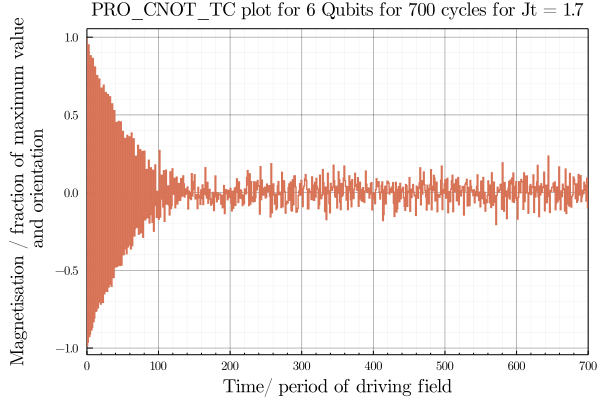 PRO_CNOT_TC plot for 6 Qubits for 700 cycles for Jt = 1.7
Magnetisation / fraction of maximum value
and orientation
1.0
0.5
0.0
−0.5
−1.0
0 100 200 300 400 500 600 700
Time/ period of driving field